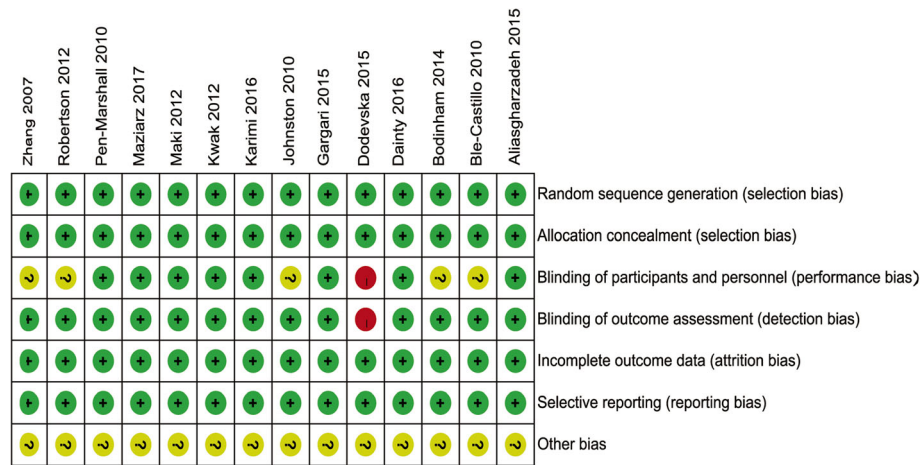 Zhang 2007
Robertson 2012
Pen-Marshall 2010
Maziarz 2017
Maki 2012
Kwak 2012
Karimi 2016
Johnston 2010
Gargari 2015
Dodevska 2015
Dainty 2016
Bodinham 2014
Ble-Castillo 2010
Aliasgharzadeh 2015
+ + + + + + + + + + + + + + Random sequence generation (selection bias)
+ + + + + + + + + + + + + + Allocation concealment (selection bias)
? ? + + + + + ? + – + ? ? + Blinding of participants and personnel (performance bias)
+ + + + + + + + + – + + + + Blinding of outcome assessment (detection bias)
+ + + + + + + + + + + + + + Incomplete outcome data (attrition bias)
+ + + + + + + + + + + + + + Selective reporting (reporting bias)
? ? ? ? ? ? ? ? ? ? ? ? ? ? Other bias